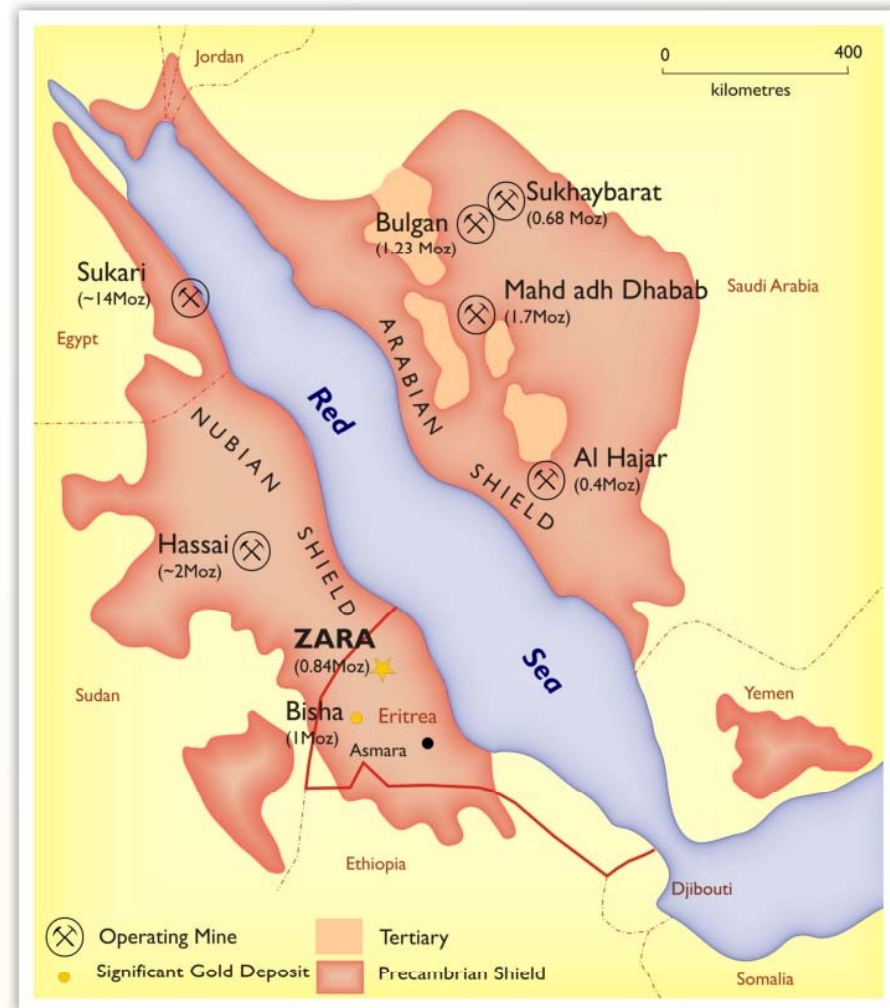 Jordan
0 400
kilometres
Sukhaybarat
(0.68 Moz)
Bulgan
(1.23 Moz)
Sukari
(~14Moz)
Mahd adh Dhabab
(1.7Moz)
Saudi Arabia
Egypt
ARABIAN
SHIELD
Red
Sea
NUBIAN
SHIELD
Al Hajar
(0.4Moz)
Hassai
(~2Moz)
ZARA
(0.84Moz)
Sudan
Bisha
(1Moz)
Eritrea
Asmara
Yemen
Ethiopia
Djibouti
Somalia
Operating Mine
Tertiary
Significant Gold Deposit
Precambrian Shield